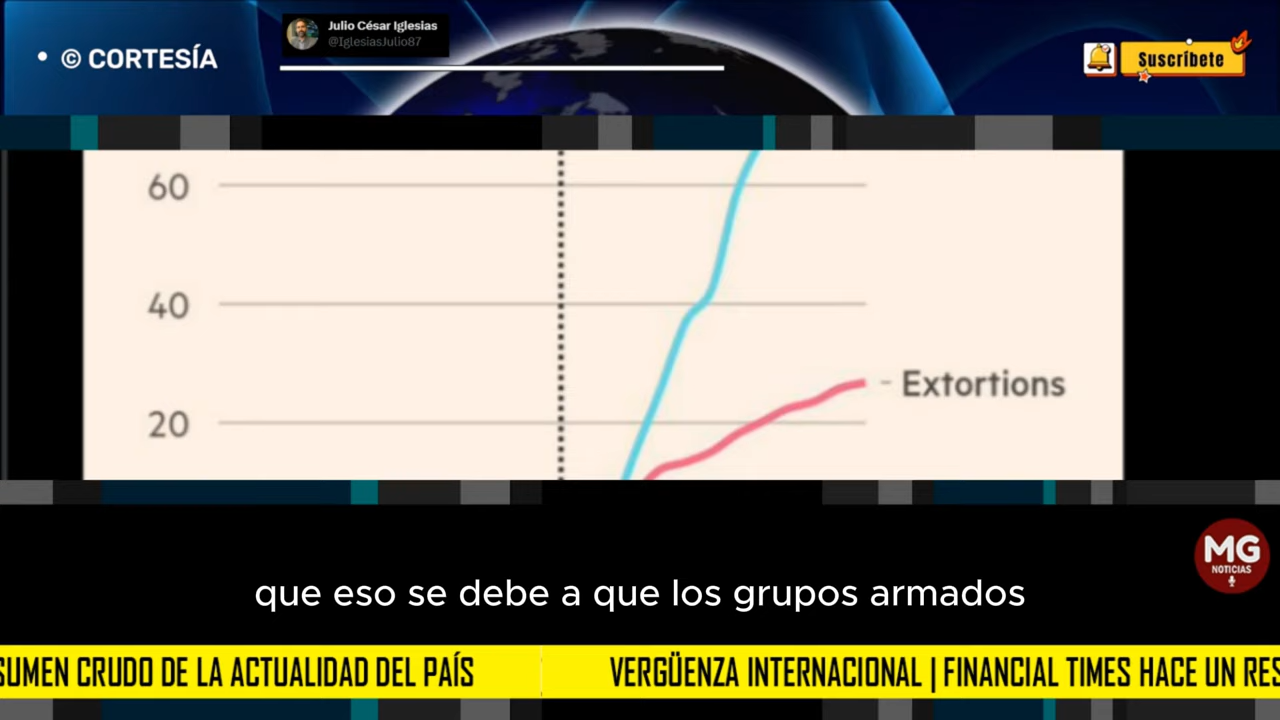 Julio César Iglesias
@IglesiasJulio87
• © CORTESÍA
Suscríbete
60
40
Extortions
20
MG
NOTICIAS
que eso se debe a que los grupos armados
SUMEN CRUDO DE LA ACTUALIDAD DEL PAÍS
VERGÜENZA INTERNACIONAL | FINANCIAL TIMES HACE UN RES